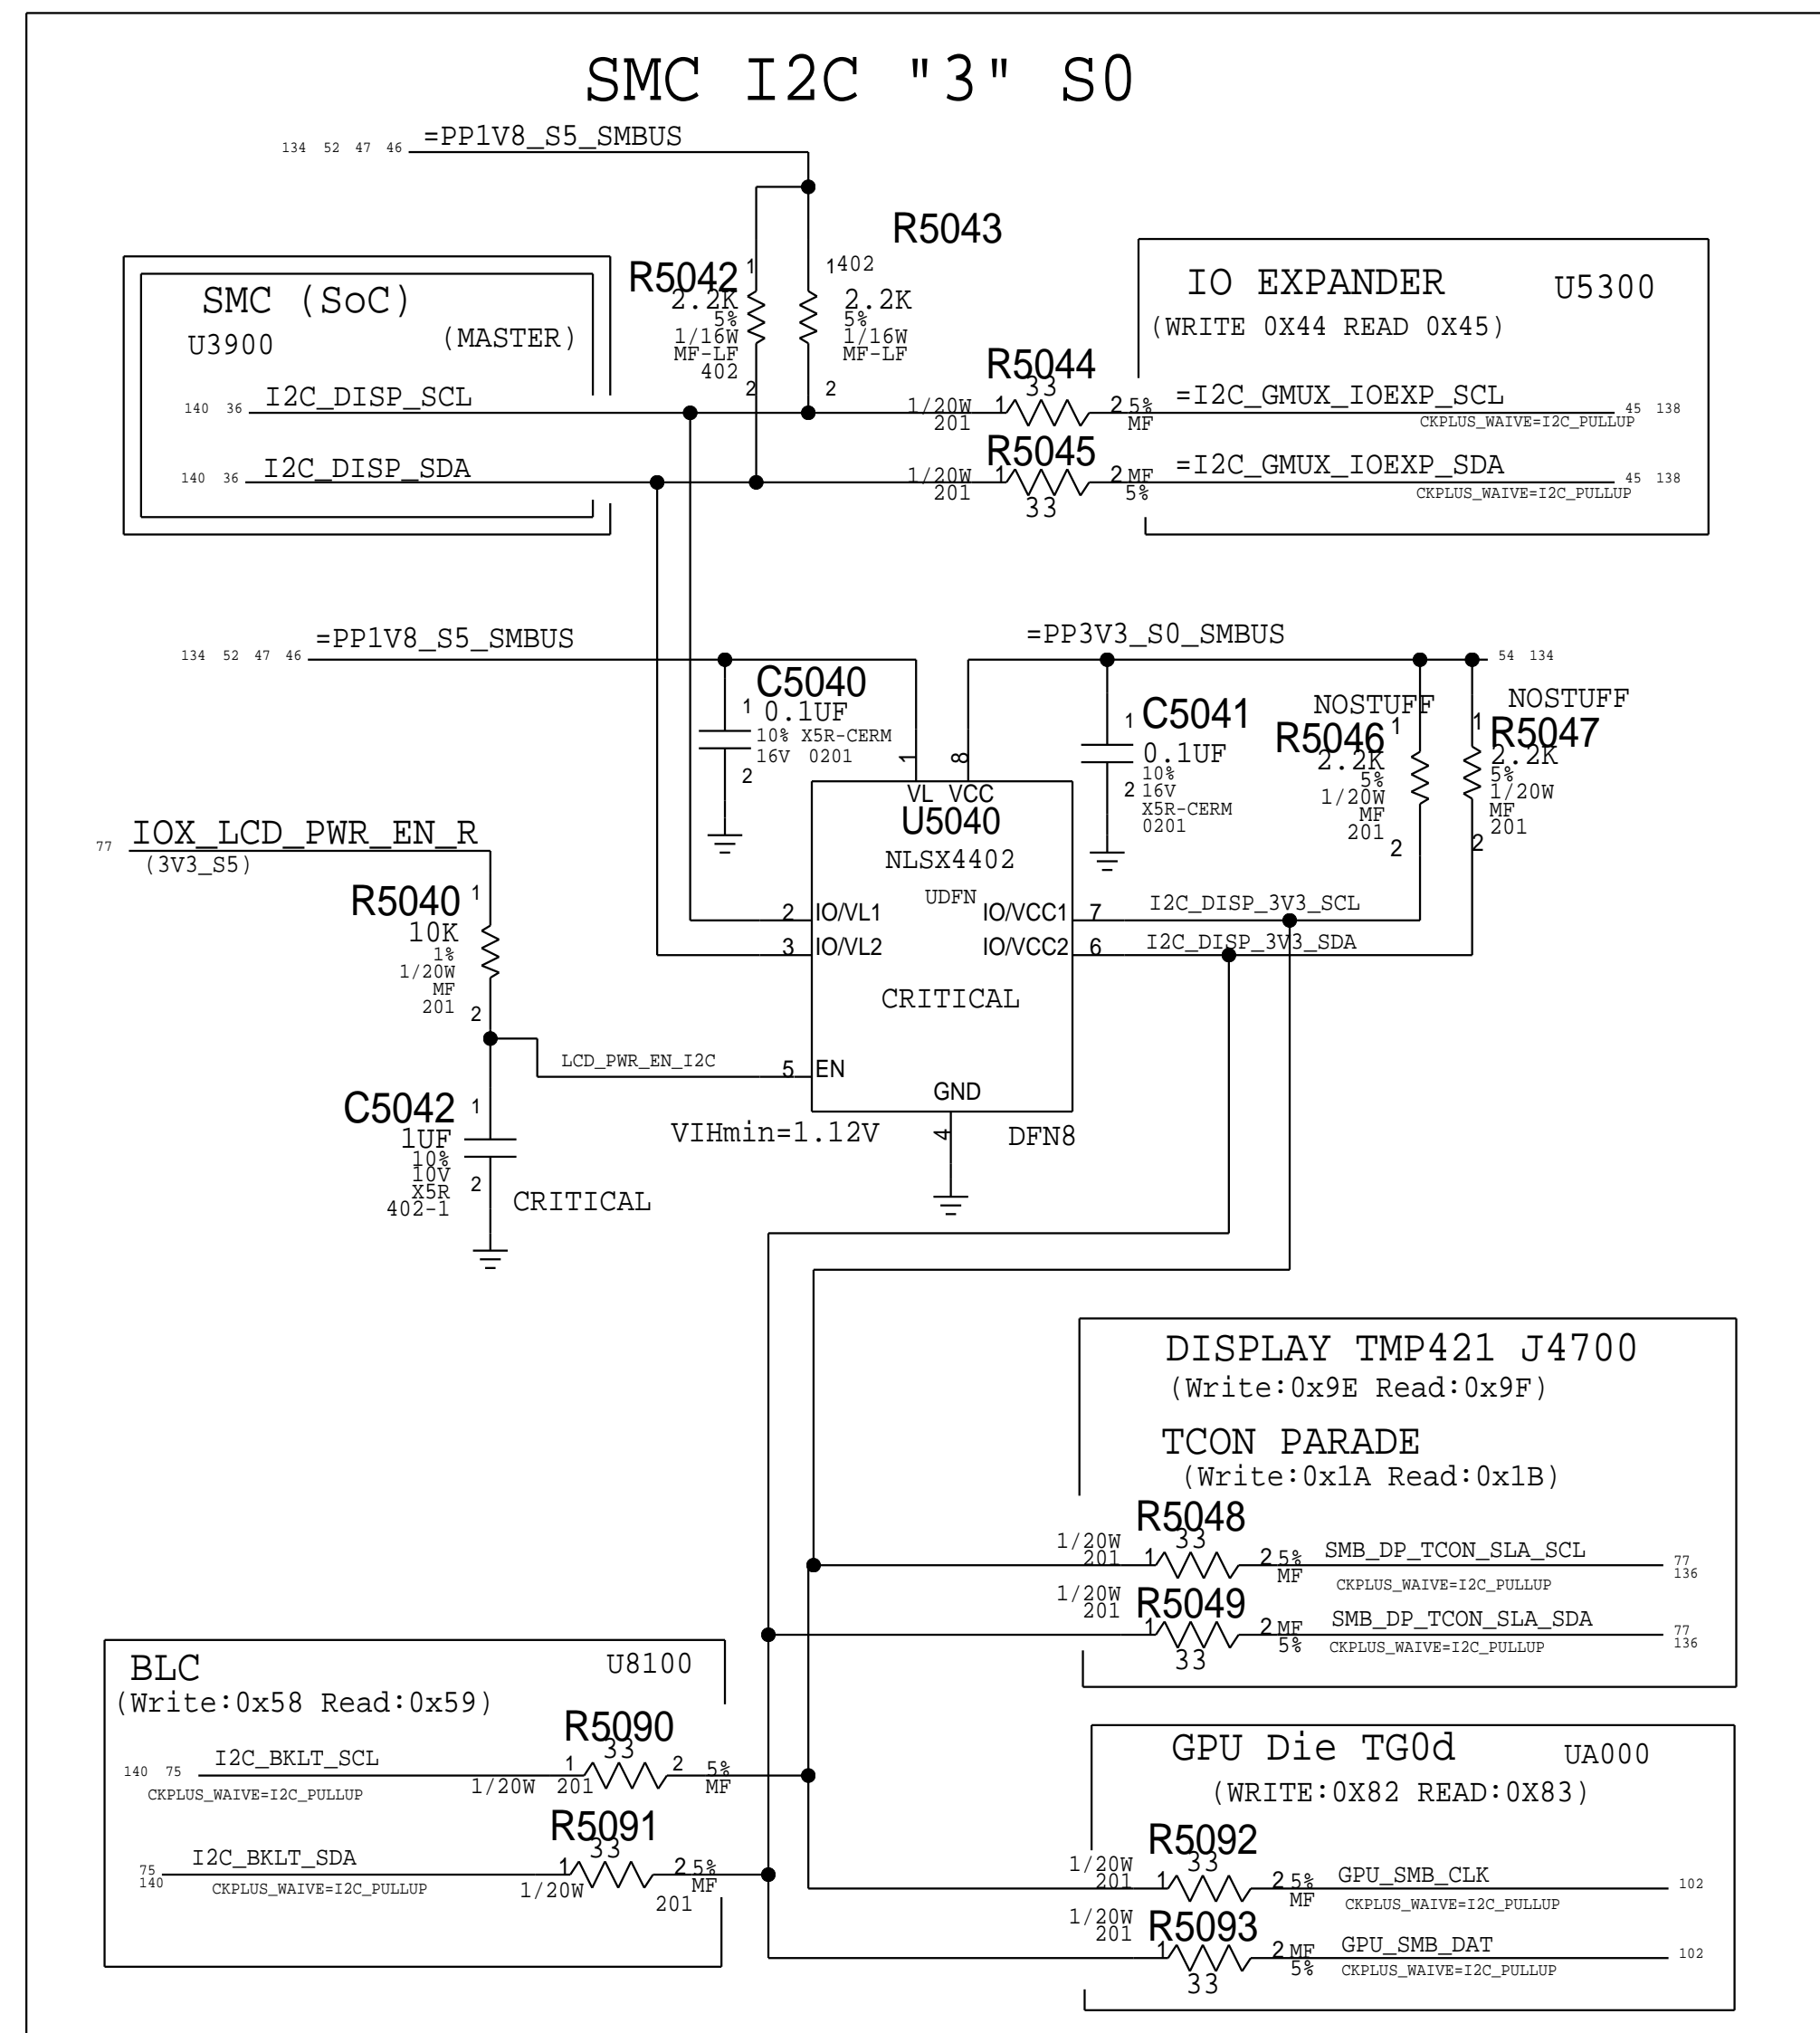 SMC I2C "3" S0
134 52 47 46 =PP1V8_S5_SMBUS
R5043
R5042
1 1 402
2.2K 2.2K
5% 5%
1/16W 1/16W
MF-LF MF-LF
402
2 2
SMC (SoC)
U3900 (MASTER)
140 36 I2C_DISP_SCL
140 36 I2C_DISP_SDA
IO EXPANDER U5300
(WRITE 0X44 READ 0X45)
R5044
33
1/20W 1 2 5%
201 MF
=I2C_GMUX_IOEXP_SCL 45 138
CKPLUS_WAIVE=I2C_PULLUP
R5045
1/20W 1 2 MF
201 5%
33
=I2C_GMUX_IOEXP_SDA 45 138
CKPLUS_WAIVE=I2C_PULLUP
134 52 47 46 =PP1V8_S5_SMBUS
=PP3V3_S0_SMBUS 54 134
C5040
1 0.1UF
10% X5R-CERM
16V 0201
2
C5041
1
0.1UF
10%
2 16V
X5R-CERM
0201
NOSTUFF
R5046 1
2.2K
5%
1/20W
MF
201
2
NOSTUFF
1 R5047
2.2K
5%
1/20W
MF
201
2
1 8
VL VCC
U5040
NLSX4402
UDFN
2 IO/VL1 IO/VCC1 7
3 IO/VL2 IO/VCC2 6
CRITICAL
5 EN
GND
4
VIHmin=1.12V DFN8
I2C_DISP_3V3_SCL
I2C_DISP_3V3_SDA
77 IOX_LCD_PWR_EN_R
(3V3_S5)
R5040 1
10K
1%
1/20W
MF
201
2
LCD_PWR_EN_I2C
C5042 1
1UF
10%
10V
X5R 2
402-1
CRITICAL
DISPLAY TMP421 J4700
(Write:0x9E Read:0x9F)
TCON PARADE
(Write:0x1A Read:0x1B)
R5048
1/20W 33
201 1 2 5%
MF
SMB_DP_TCON_SLA_SCL 77
136
CKPLUS_WAIVE=I2C_PULLUP
1/20W R5049
201
1 2 MF
5%
33
SMB_DP_TCON_SLA_SDA 77
136
CKPLUS_WAIVE=I2C_PULLUP
BLC U8100
(Write:0x58 Read:0x59)
R5090
33
140 75 I2C_BKLT_SCL 1 2 5%
CKPLUS_WAIVE=I2C_PULLUP 1/20W 201 MF
R5091
33
75 I2C_BKLT_SDA 1 2 5%
140 CKPLUS_WAIVE=I2C_PULLUP 1/20W MF
201
GPU Die TG0d UA000
(WRITE:0X82 READ:0X83)
R5092
1/20W 33
201 1 2 5%
MF
GPU_SMB_CLK 102
CKPLUS_WAIVE=I2C_PULLUP
1/20W R5093
201
1 2 MF
5%
33
GPU_SMB_DAT 102
CKPLUS_WAIVE=I2C_PULLUP